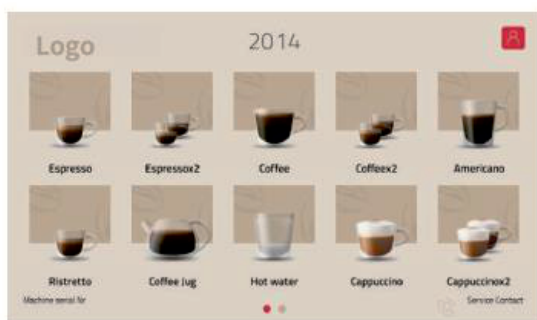 Logo
2014
Espresso
Espressox2
Coffee
Coffeex2
Americano
Ristretto
Coffee Jug
Hot water
Cappuccino
Cappuccinox2
Machine serial Nr
Service Contact